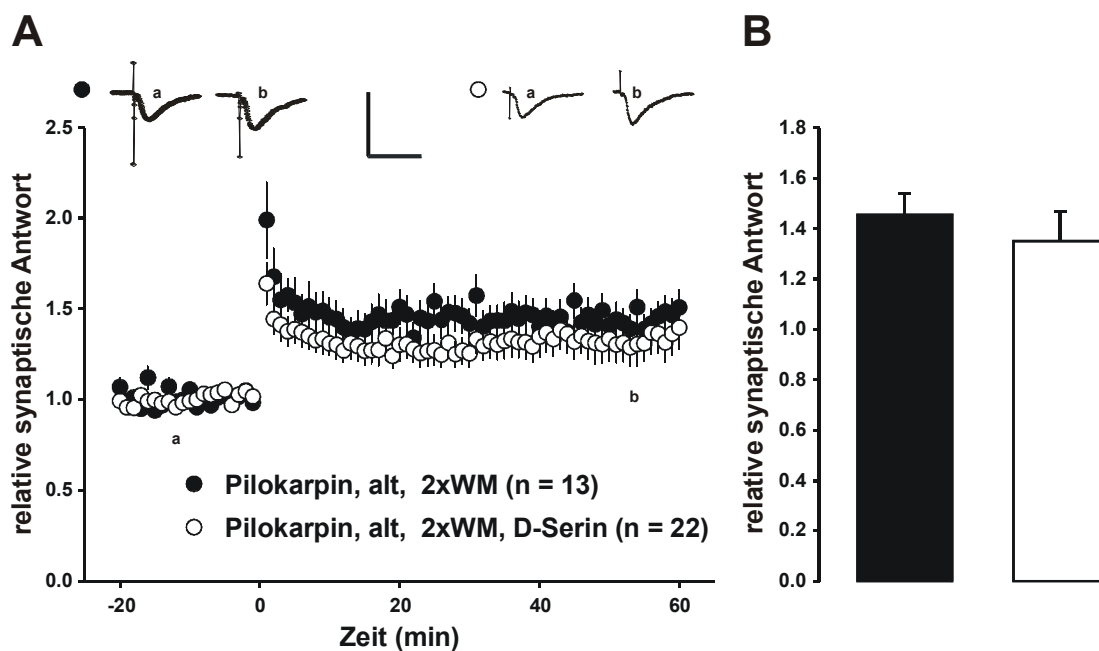 A
B
a
b
a
b
relative synaptische Antwort
2.5
2.0
1.5
1.0
0.5
0.0
a
b
Pilokarpin, alt, 2xWM (n = 13)
Pilokarpin, alt, 2xWM, D-Serin (n = 22)
-20
0
20
40
60
Zeit (min)
relative synaptische Antwort
1.8
1.6
1.4
1.2
1.0
0.8
0.6
0.4
0.2
0.0